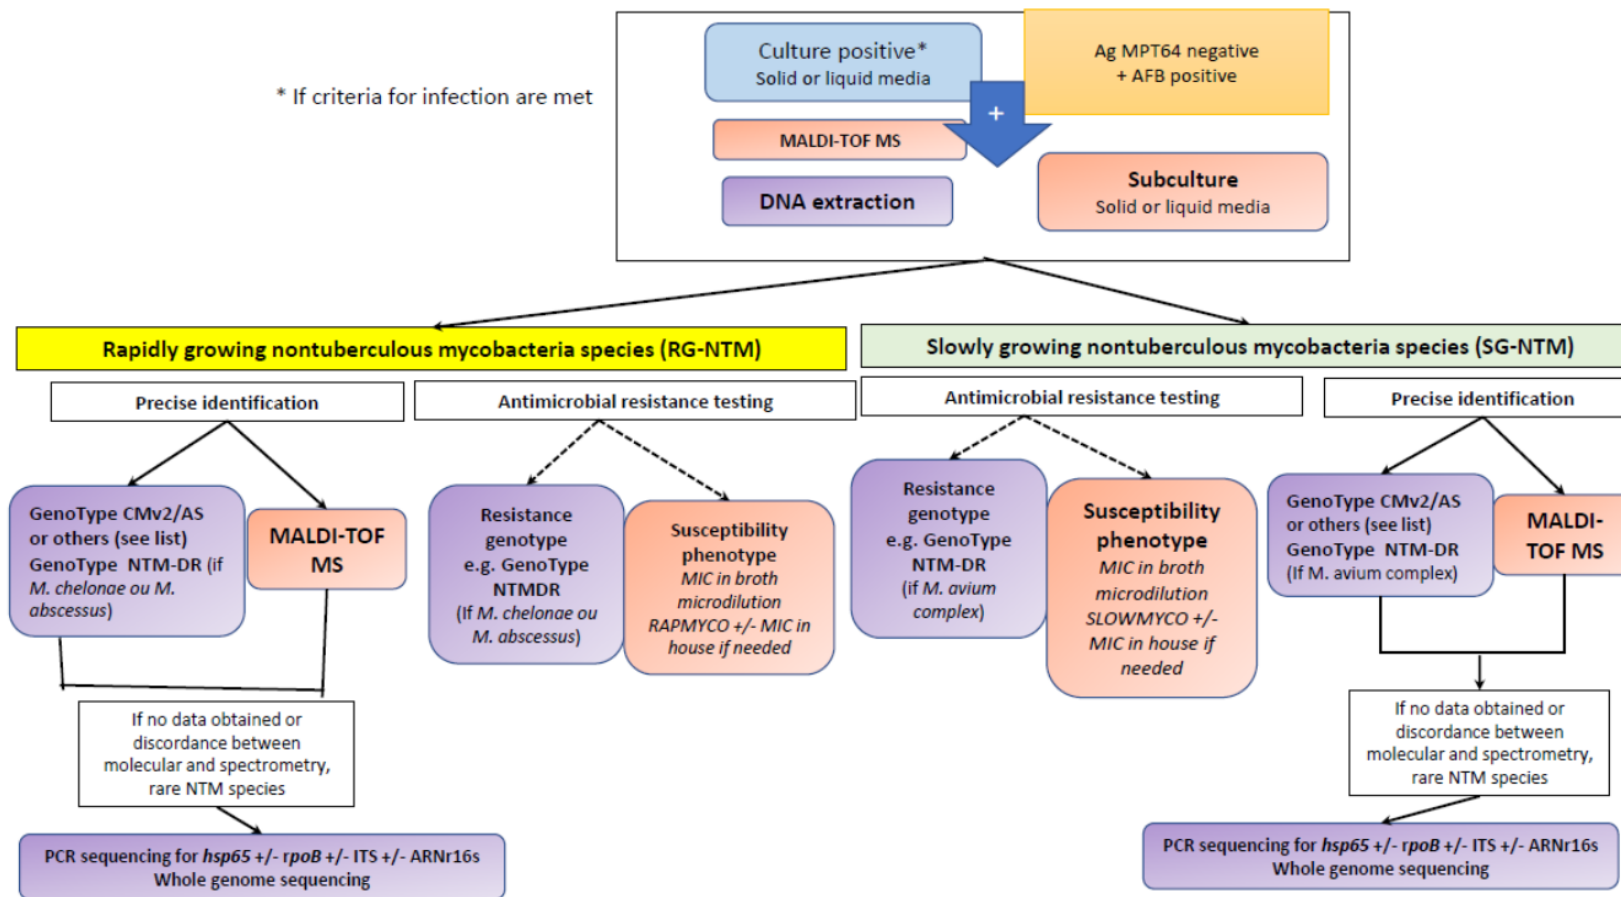 Culture positive*
Solid or liquid media
Ag MPT64 negative
+ AFB positive
* If criteria for infection are met
+
MALDI-TOF MS
DNA extraction
Subculture
Solid or liquid media
Rapidly growing nontuberculous mycobacteria species (RG-NTM)
Slowly growing nontuberculous mycobacteria species (SG-NTM)
Precise identification
Antimicrobial resistance testing
Antimicrobial resistance testing
Precise identification
GenoType CMv2/AS
or others (see list)
GenoType NTM-DR (if
M. chelonae ou M.
abscessus)
MALDI-TOF
MS
Resistance
genotype
e.g. GenoType
NTMDR
(If M. chelonae ou
M. abscessus)
Susceptibility
phenotype
MIC in broth
microdilution
RAPMYCO +/- MIC in
house if needed
Resistance
genotype
e.g. GenoType
NTM-DR
(if M. avium
complex)
Susceptibility
phenotype
MIC in broth
microdilution
SLOWMYCO +/-
MIC in house if
needed
GenoType CMv2/AS
or others (see list)
GenoType NTM-DR
(If M. avium complex)
MALDI-
TOF MS
If no data obtained or
discordance between
molecular and spectrometry,
rare NTM species
If no data obtained or
discordance between
molecular and spectrometry,
rare NTM species
PCR sequencing for hsp65 +/- rpoB +/- ITS +/- ARNr16s
Whole genome sequencing
PCR sequencing for hsp65 +/- rpoB +/- ITS +/- ARNr16s
Whole genome sequencing